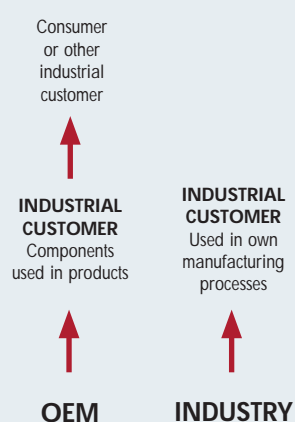 Consumer
or other
industrial
customer
INDUSTRIAL
CUSTOMER
Components
used in products
INDUSTRIAL
CUSTOMER
Used in own
manufacturing
processes
OEM
INDUSTRY